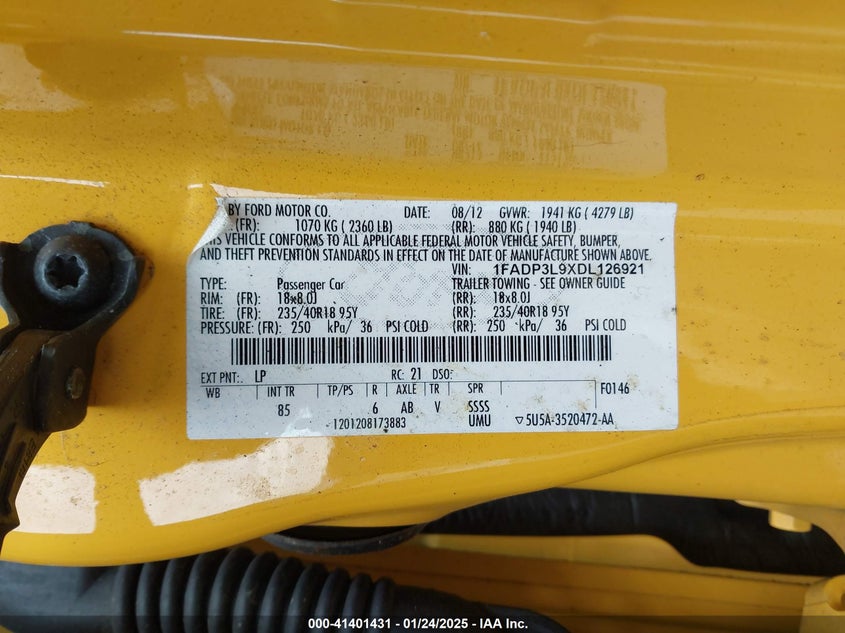 BY FORD MOTOR CO. DATE: 08/12 GVWR: 1941 KG ( 4279 LB)
(FR): 1070 KG ( 2360 LB) (RR): 880 KG ( 1940 LB)
THIS VEHICLE CONFORMS TO ALL APPLICABLE FEDERAL MOTOR VEHICLE SAFETY, BUMPER,
AND THEFT PREVENTION STANDARDS IN EFFECT ON THE DATE OF MANUFACTURE SHOWN ABOVE.
VIN: 1FADP3L9XDL126921
TYPE: Passenger Car TRAILER TOWING - SEE OWNER GUIDE
RIM: (FR): 18x8.0J (RR): 18x8.0J
TIRE: (FR): 235/40R18 95Y (RR): 235/40R18 95Y
PRESSURE: (FR): 250 kPa/ 36 PSI COLD (RR): 250 kPa/ 36 PSI COLD
EXT PNT: LP RC: 21 DSO:
WB INT TR TP/PS R AXLE TR SPR F0146
85 6 AB V SSSS
1201208173883 UMU ▽5U5A-3520472-AA
000-41401431 - 01/24/2025 - IAA Inc.